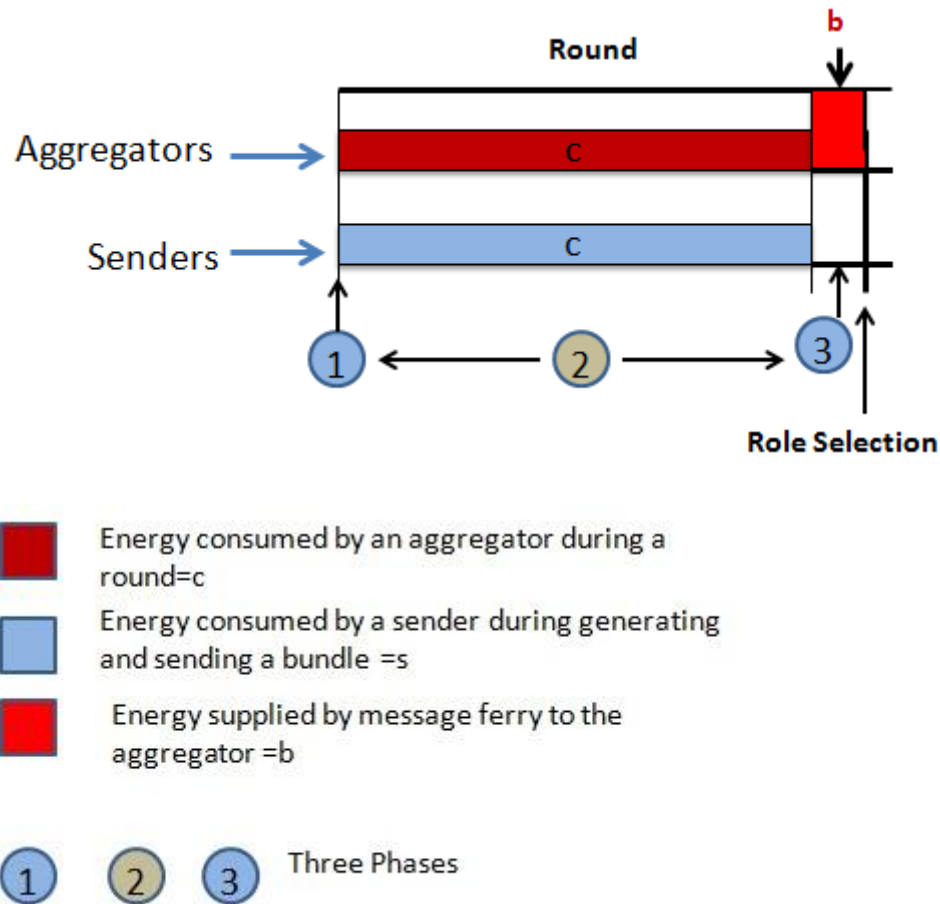 b
Round
Aggregators
c
Senders
c
1
2
3
Role Selection
Energy consumed by an aggregator during a
round=c
Energy consumed by a sender during generating
and sending a bundle =s
Energy supplied by message ferry to the
aggregator =b
1 2 3 Three Phases